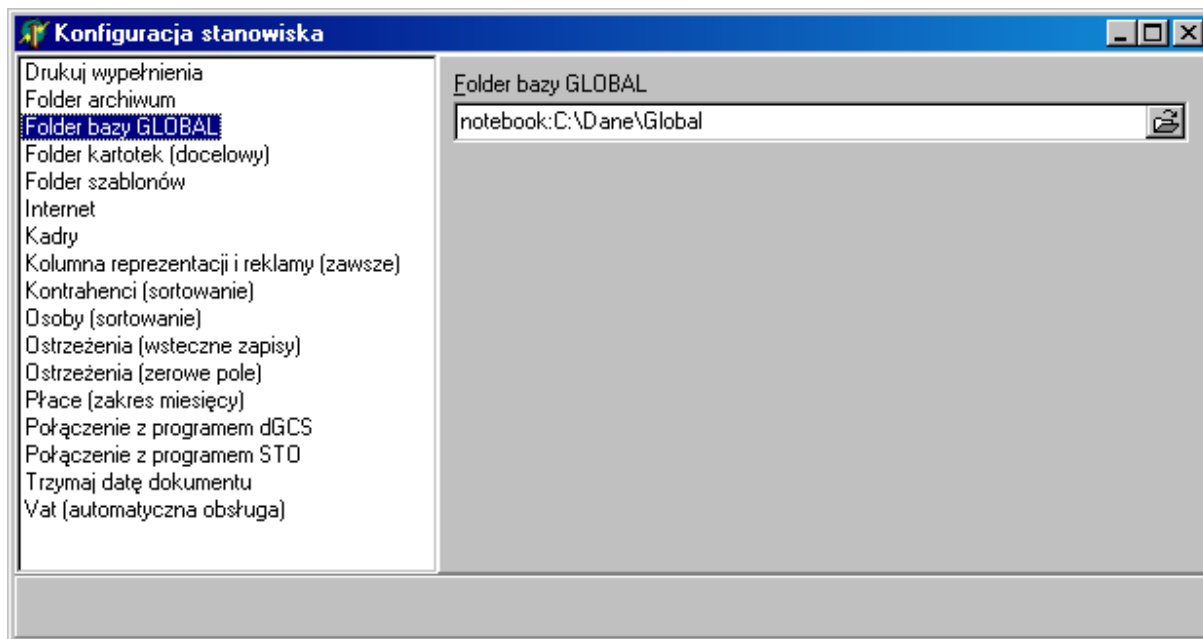 Konfiguracja stanowiska
Drukuj wypełnienia
Folder archiwum
Folder bazy GLOBAL
Folder kartotek (docelowy)
Folder szablonów
Internet
Kadry
Kolumna reprezentacji i reklamy (zawsze)
Kontrahenci (sortowanie)
Osoby (sortowanie)
Ostrzeżenia (wsteczne zapisy)
Ostrzeżenia (zerowe pole)
Płace (zakres miesięcy)
Połączenie z programem dGCS
Połączenie z programem STO
Trzymaj datę dokumentu
Vat (automatyczna obsługa)
Folder bazy GLOBAL
notebook:C:\Dane\Global